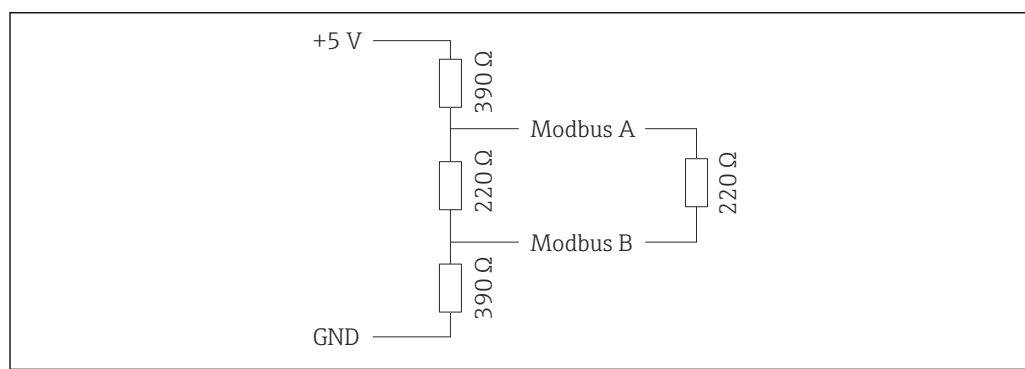 +5 V
390 Ω
Modbus A
220 Ω
220 Ω
Modbus B
390 Ω
GND